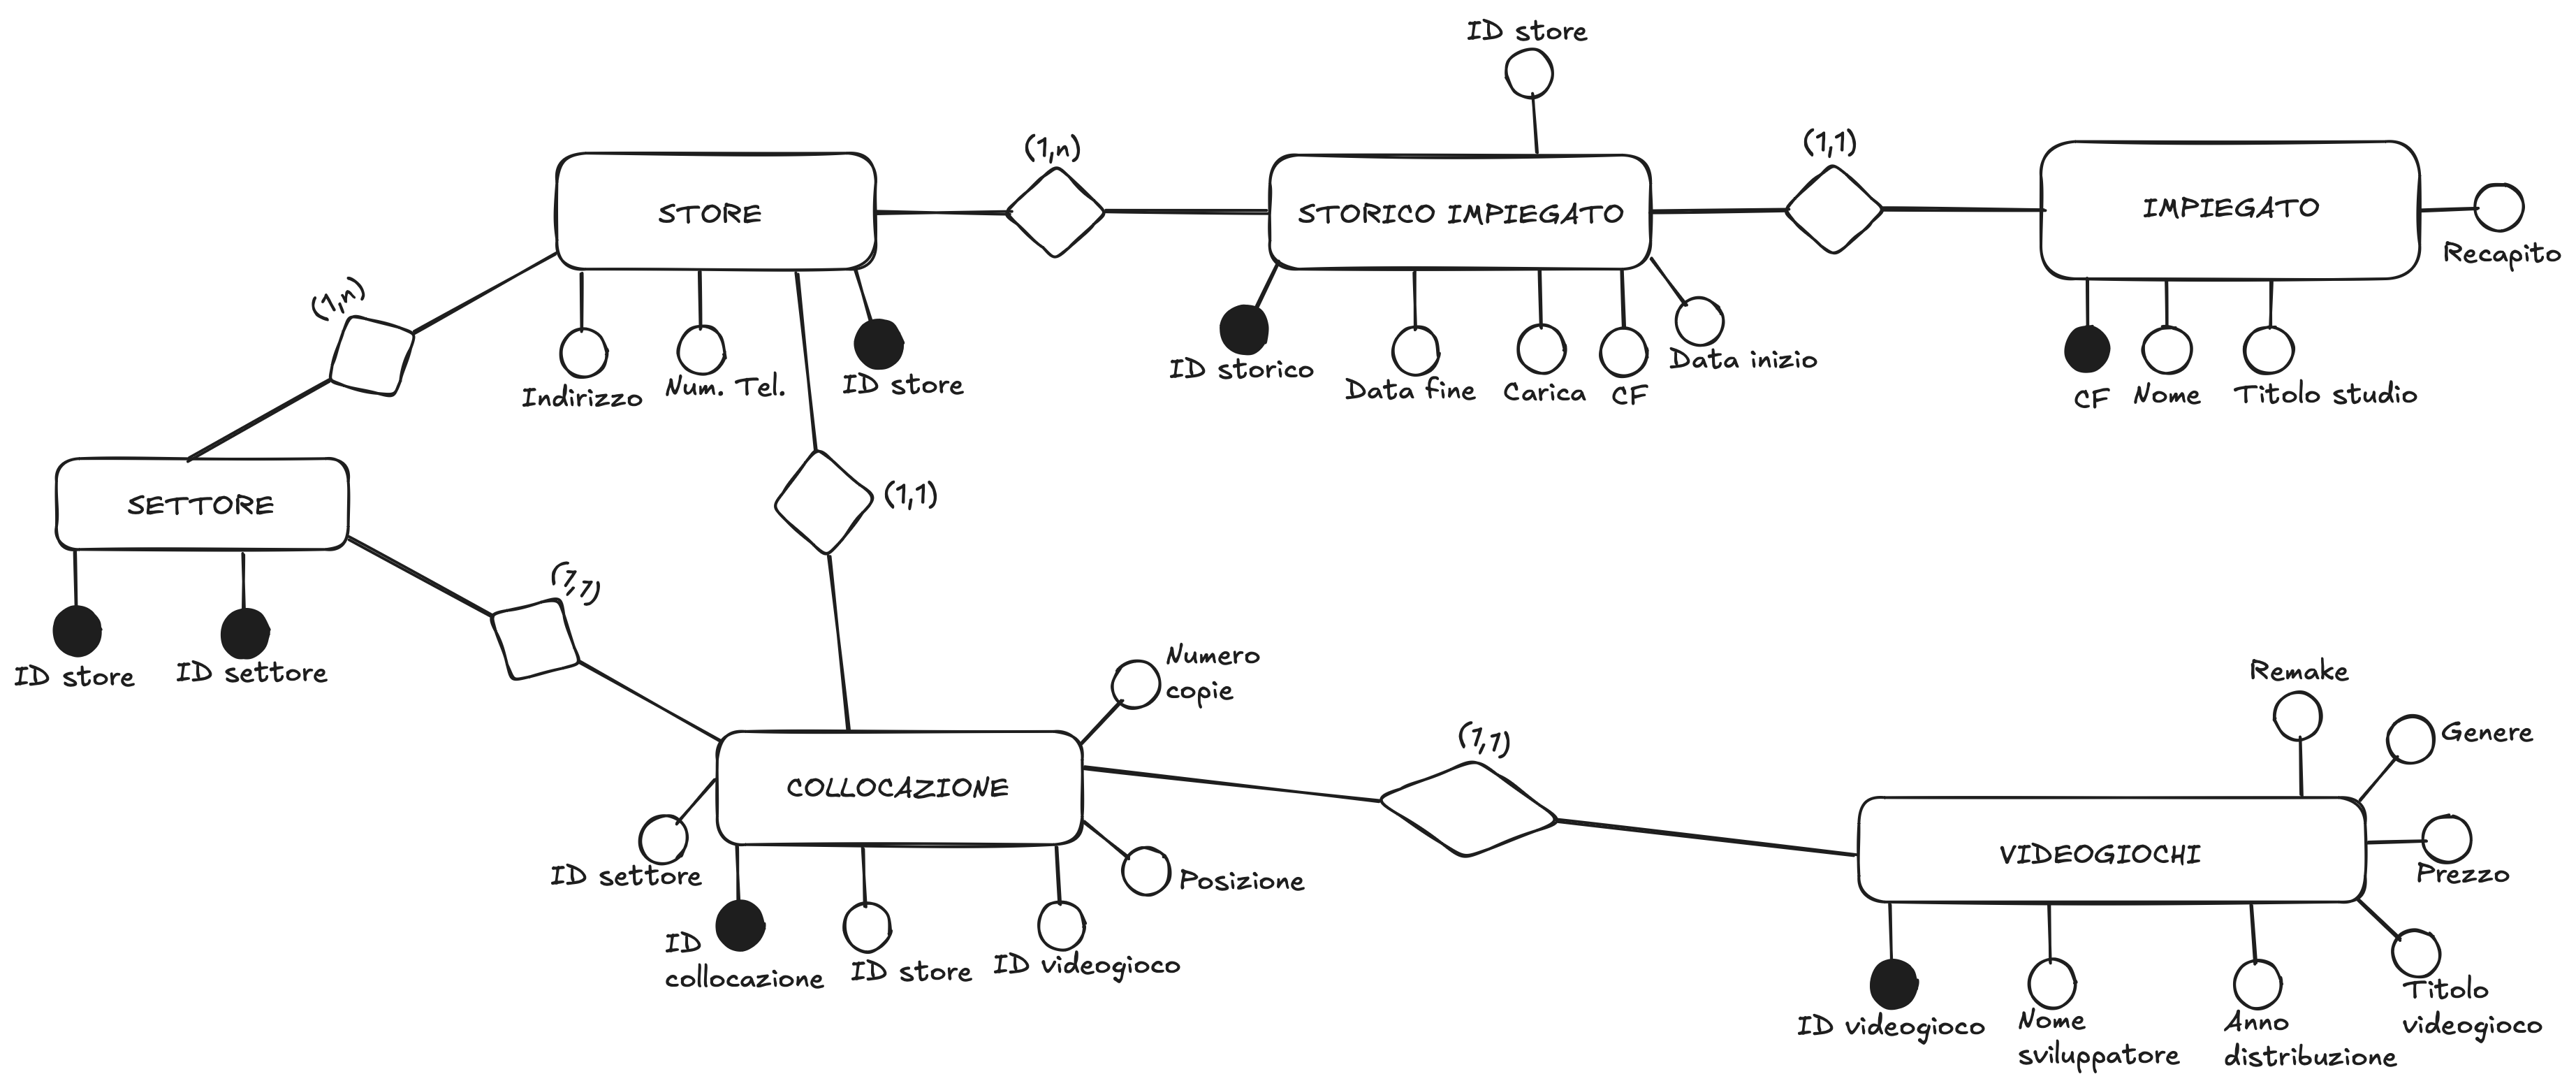 ID store
(1,n)
(1,1)
STORE
STORICO IMPIEGATO
IMPIEGATO
Recapito
(1,n)
Indirizzo
Num. Tel.
ID store
ID storico
Data fine
Carica
CF
Data inizio
CF
Nome
Titolo studio
SETTORE
(1,1)
(1,1)
ID store
ID settore
Numero
copie
Remake
Genere
(1,1)
COLLOCAZIONE
VIDEOGIOCHI
Prezzo
ID settore
Posizione
ID
collocazione
ID store
ID videogioco
Titolo
videogioco
ID videogioco
Nome
sviluppatore
Anno
distribuzione